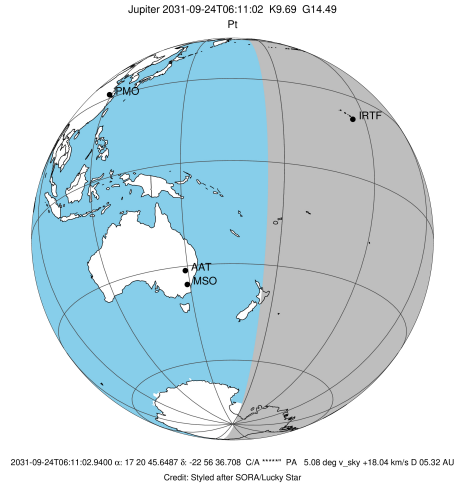 Jupiter 2031-09-24T06:11:02 K9.69 G14.49
Pt
PMO
IRTF
AAT
MSO
2031-09-24T06:11:02.9400 α: 17 20 45.6487 δ: -22 56 36.708 C/A *****" PA 5.08 deg v_sky +18.04 km/s D 05.32 AU
Credit: Styled after SORA/Lucky Star